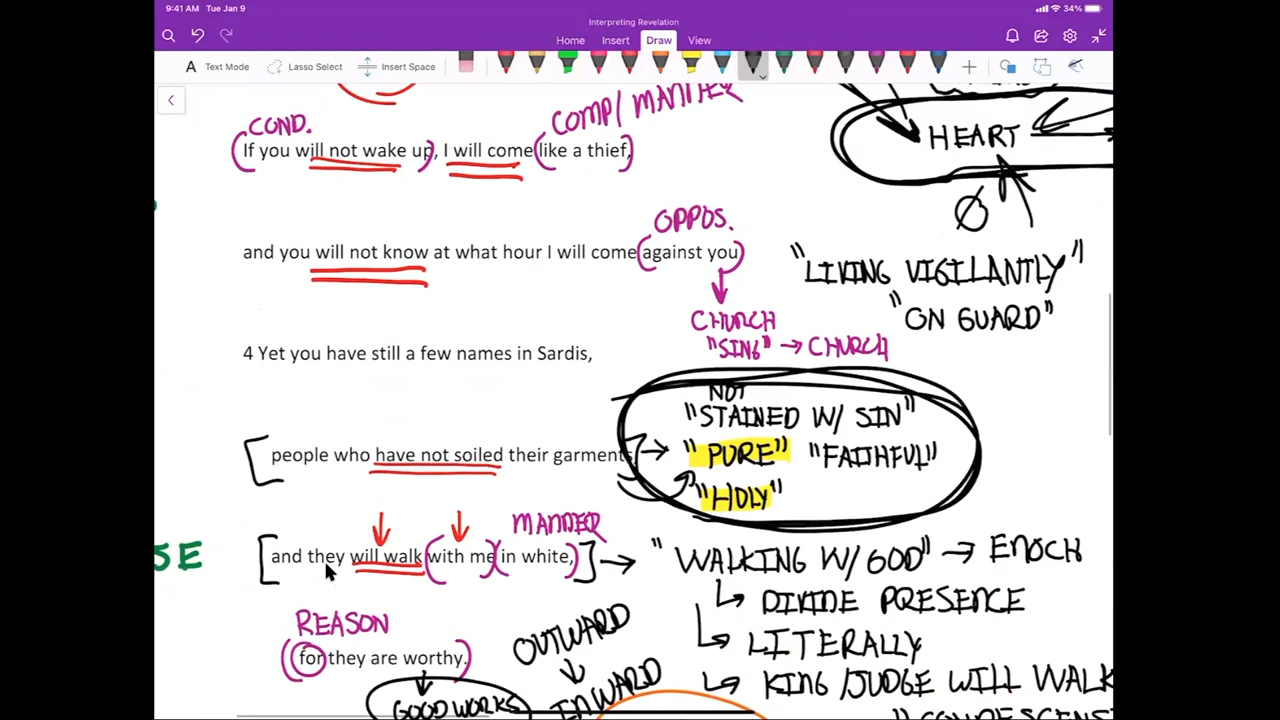 9:41 AM Tue Jan 9
34%
Interpreting Revelation
Home Insert Draw View
Text Mode Lasso Select Insert Space
COND.
COMP/MANNER
If you will not wake up, I will come like a thief,
HEART
OPPOS.
and you will not know at what hour I will come against you
"LIVING VIGILANTLY"
"ON GUARD"
CHURCH
"SING" → CHURCH
4 Yet you have still a few names in Sardis,
NOT
"STAINED W/ SIN"
people who have not soiled their garments
"PURE" "FAITHFUL"
"HOLY"
MANNER
SE
and they will walk with me in white,
"WALKING W/ GOD" → ENOCH
DIVINE PRESENCE
REASON
OUTWARD
LITERALLY
for they are worthy.
INWARD
KING/JUDGE WILL WALK
GOOD WORKS